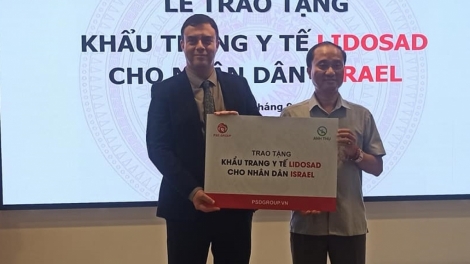 LỄ TRAO TẶNG
KHẨU TRANG Y TẾ LIDOSAD
CHO NHÂN DÂN ISRAEL
TRAO TẶNG
KHẨU TRANG Y TẾ LIDOSAD
CHO NHÂN DÂN ISRAEL
PSDGROUP.VN